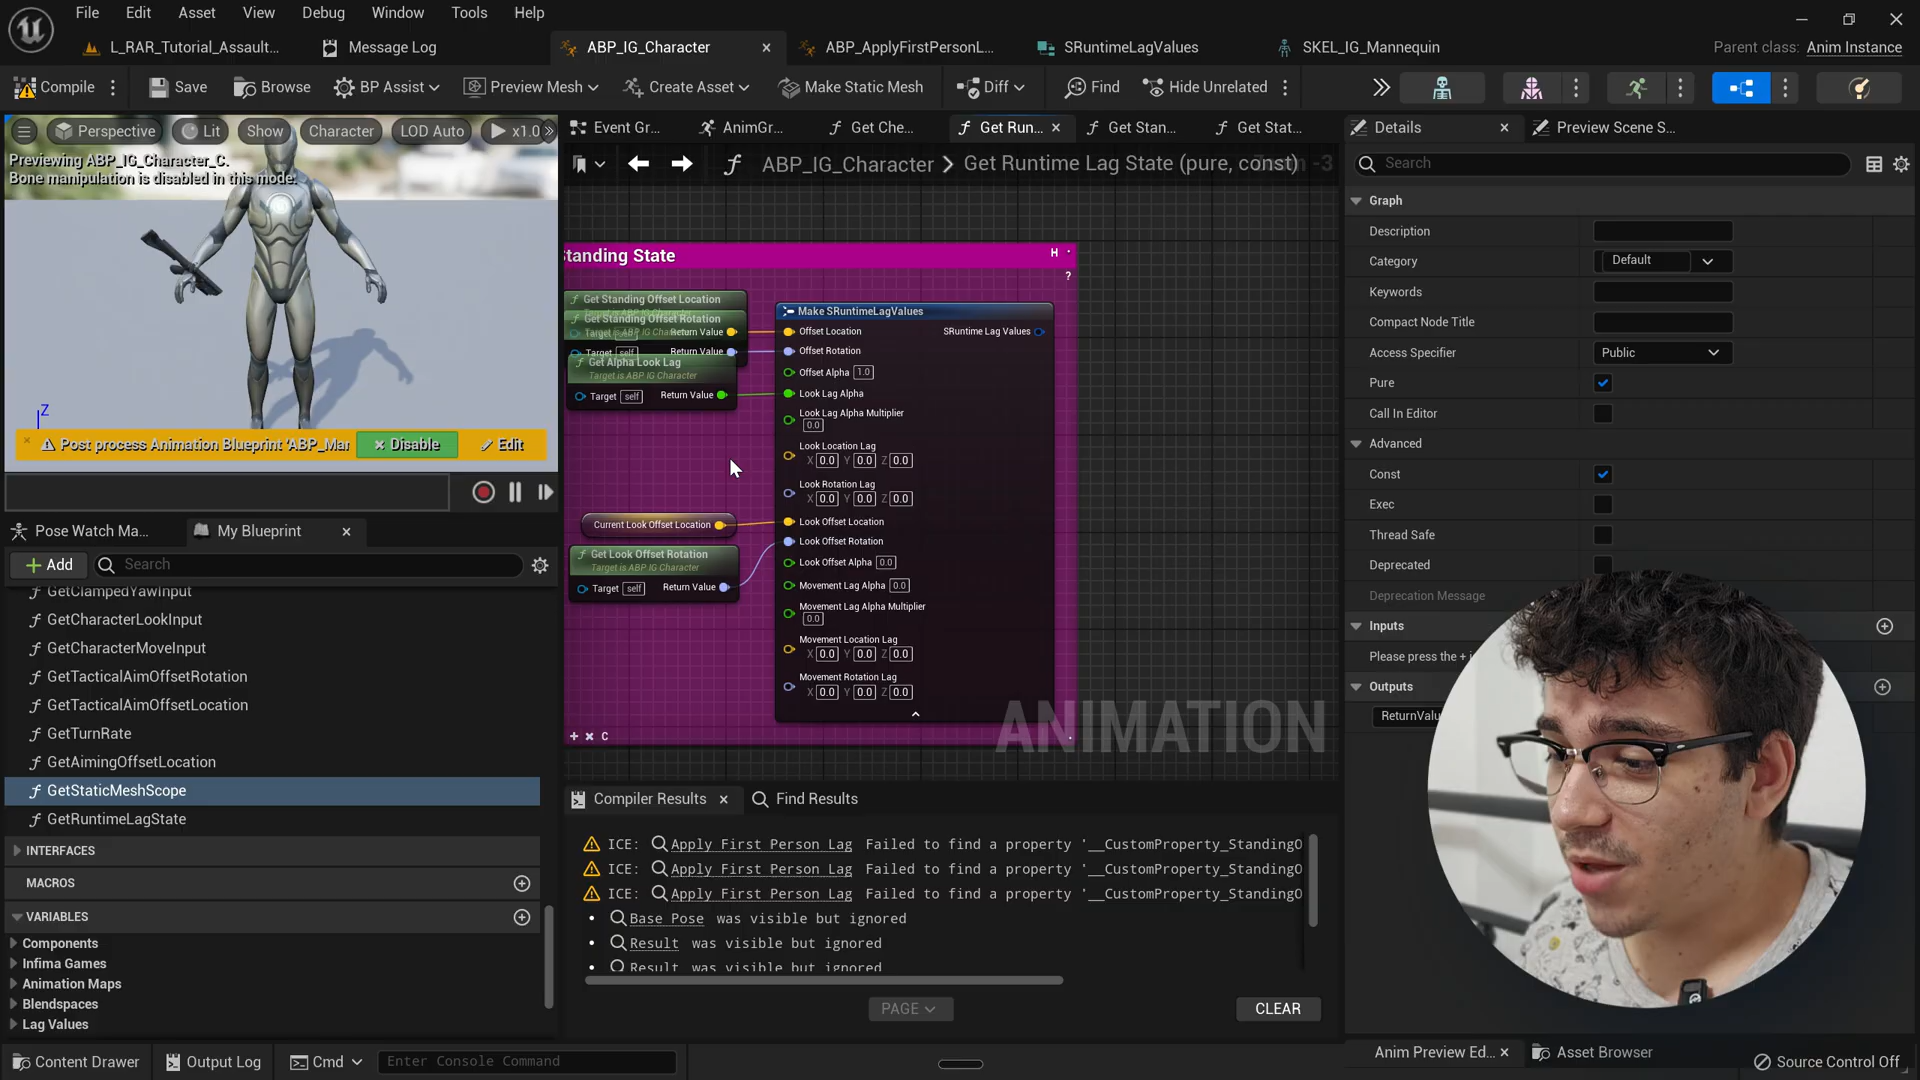 File Edit Asset View Debug Window Tools Help
L_RAR_Tutorial_Assault...
Message Log
ABP_IG_Character
ABP_ApplyFirstPersonL...
SRuntimeLagValues
SKEL_IG_Mannequin
Parent class: Anim Instance
Compile
Save
Browse
BP Assist
Preview Mesh
Create Asset
Make Static Mesh
Diff
Find
Hide Unrelated
Perspective
Lit
Show
Character
LOD Auto
x1.0
Previewing ABP_IG_Character_C.
Bone manipulation is disabled in this mode.
Z
Post process Animation Blueprint 'ABP_Mar
Disable
Edit
Pose Watch Ma...
My Blueprint
Add
Search
GetClampedYawInput
GetCharacterLookInput
GetCharacterMoveInput
GetTacticalAimOffsetRotation
GetTacticalAimOffsetLocation
GetTurnRate
GetAimingOffsetLocation
GetStaticMeshScope
GetRuntimeLagState
INTERFACES
MACROS
VARIABLES
Components
Infima Games
Animation Maps
Blendspaces
Lag Values
Event Gr...
AnimGr...
Get Che...
Get Run...
Get Stan...
Get Stat...
ABP_IG_Character > Get Runtime Lag State (pure, const)
-3
Standing State
H
?
Get Standing Offset Location
Get Standing Offset Rotation
Return Value
Target self
Return Value
Get Alpha Look Lag
Target is ABP IG Character
Target self
Return Value
Current Look Offset Location
Get Look Offset Rotation
Target is ABP IG Character
Target self
Return Value
Make SRuntimeLagValues
Offset Location
SRuntime Lag Values
Offset Rotation
Offset Alpha 1.0
Look Lag Alpha
Look Lag Alpha Multiplier
0.0
Look Location Lag
X 0.0 Y 0.0 Z 0.0
Look Rotation Lag
X 0.0 Y 0.0 Z 0.0
Look Offset Location
Look Offset Rotation
Look Offset Alpha 0.0
Movement Lag Alpha 0.0
Movement Lag Alpha Multiplier
0.0
Movement Location Lag
X 0.0 Y 0.0 Z 0.0
Movement Rotation Lag
X 0.0 Y 0.0 Z 0.0
C
ANIMATION
Compiler Results
Find Results
ICE: Apply First Person Lag Failed to find a property '__CustomProperty_StandingO
ICE: Apply First Person Lag Failed to find a property '__CustomProperty_StandingO
ICE: Apply First Person Lag Failed to find a property '__CustomProperty_StandingO
• Base Pose was visible but ignored
• Result was visible but ignored
• Result was visible but ignored
PAGE
CLEAR
Details
Preview Scene S...
Search
Graph
Description
Category Default
Keywords
Compact Node Title
Access Specifier Public
Pure
Call In Editor
Advanced
Const
Exec
Thread Safe
Deprecated
Deprecation Message
Inputs
Please press the + i
Outputs
ReturnValu
Anim Preview Ed...
Asset Browser
Content Drawer
Output Log
Cmd
Enter Console Command
Source Control Off